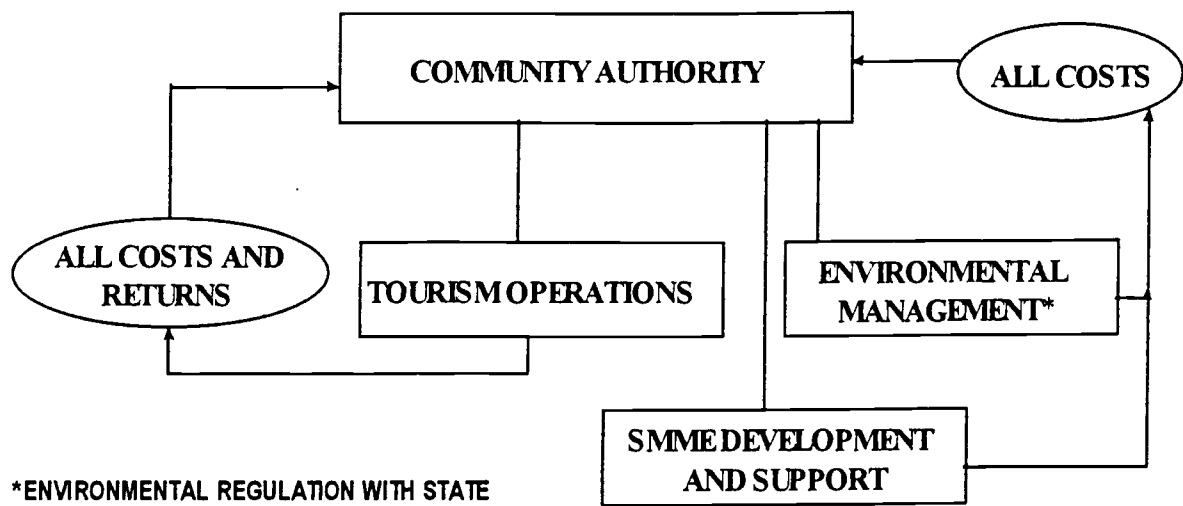 COMMUNITY AUTHORITY
ALL COSTS
ALL COSTS AND
RETURNS
TOURISM OPERATIONS
ENVIRONMENTAL
MANAGEMENT*
SMME DEVELOPMENT
AND SUPPORT
*ENVIRONMENTAL REGULATION WITH STATE